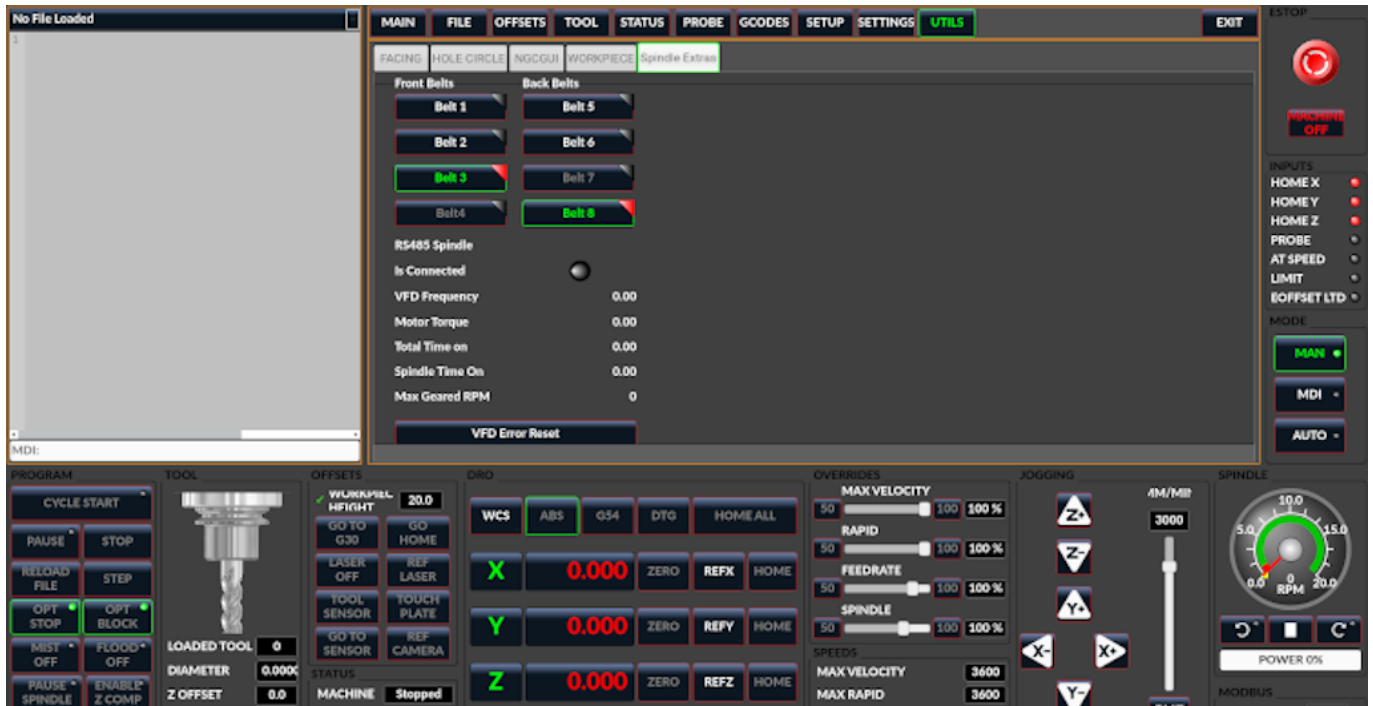 No File Loaded
MAIN FILE OFFSETS TOOL STATUS PROBE GCODES SETUP SETTINGS UTILS EXIT
ESTOP
1
FACING HOLE CIRCLE NGCGUI WORKPIECE Spindle Extras
Front Belts Back Belts
Belt 1 Belt 5
Belt 2 Belt 6
Belt 3 Belt 7
Belt4 Belt 8
RS485 Spindle
Is Connected
VFD Frequency 0.00
Motor Torque 0.00
Total Time on 0.00
Spindle Time On 0.00
Max Geared RPM 0
VFD Error Reset
MACHINE
OFF
INPUTS
HOME X
HOME Y
HOME Z
PROBE
AT SPEED
LIMIT
EOFFSET LTD
MODE
MAN
MDI
AUTO
MDI:
PROGRAM
CYCLE START
PAUSE STOP
RELOAD
FILE
STEP
OPT
STOP
OPT
BLOCK
MIST
OFF
FLOOD
OFF
PAUSE
SPINDLE
ENABLE
Z COMP
TOOL
LOADED TOOL 0
DIAMETER 0.000
Z OFFSET 0.0
OFFSETS
WORKPIEC
HEIGHT
20.0
GO TO
G30
GO
HOME
LASER
OFF
REF
LASER
TOOL
SENSOR
TOUCH
PLATE
GO TO
SENSOR
REF
CAMERA
STATUS
MACHINE Stopped
DRO
WCS ABS G54 DTG HOME ALL
X 0.000 ZERO REFX HOME
Y 0.000 ZERO REFY HOME
Z 0.000 ZERO REFZ HOME
OVERRIDES
MAX VELOCITY
50 100 100 %
RAPID
50 100 100 %
FEEDRATE
50 100 100 %
SPINDLE
50 100 100 %
SPEEDS
MAX VELOCITY 3600
MAX RAPID 3600
JOGGING
Z+
Z-
Y+
X- X+
Y-
3000
SPINDLE
10.0
5.0 15.0
0.0 0 20.0
RPM
POWER 0%
MODBUS